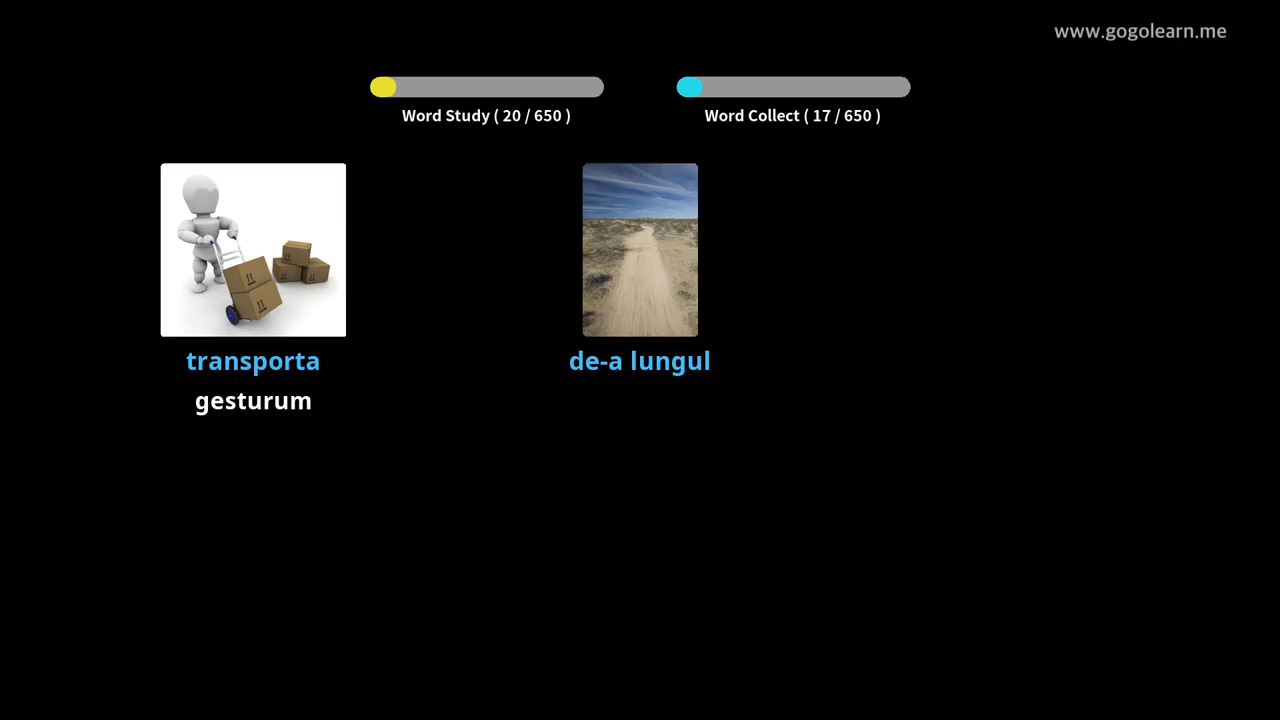 www.gogolearn.me
Word Study ( 20 / 650 )
Word Collect ( 17 / 650 )
transporta
de-a lungul
gesturum